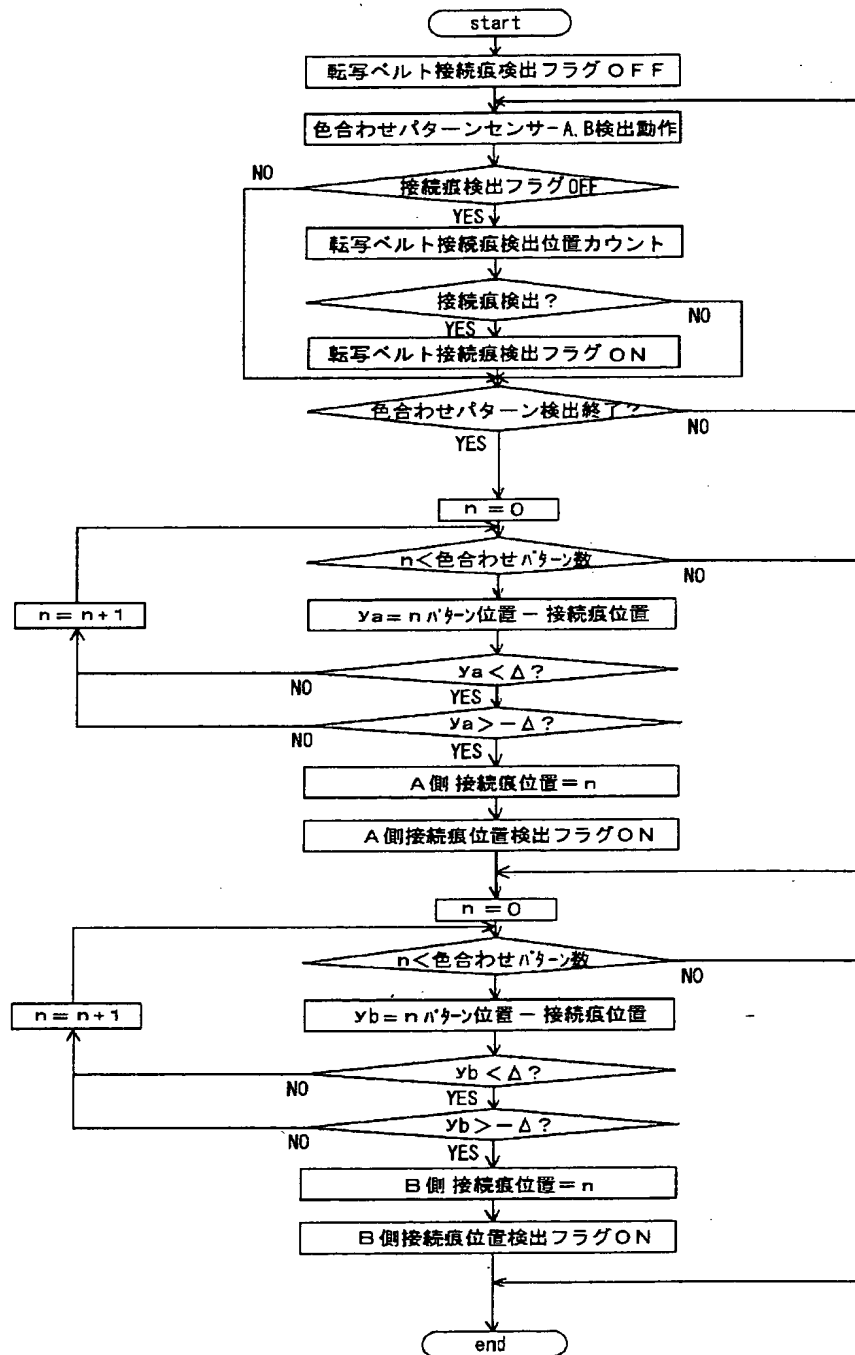 start
転写ベルト接続痕検出フラグOFF
色合わせパターンセンサーA,B検出動作
NO
接続痕検出フラグOFF
YES
転写ベルト接続痕検出位置カウント
接続痕検出?
NO
YES
転写ベルト接続痕検出フラグON
色合わせパターン検出終了?
NO
YES
n=0
n<色合わせパターン数
NO
n=n+1
ya=nパターン位置-接続痕位置
ya<Δ?
NO
YES
ya>-Δ?
NO
YES
A側接続痕位置=n
A側接続痕位置検出フラグON
n=0
n<色合わせパターン数
NO
n=n+1
yb=nパターン位置-接続痕位置
yb<Δ?
NO
YES
yb>-Δ?
NO
YES
B側接続痕位置=n
B側接続痕位置検出フラグON
end